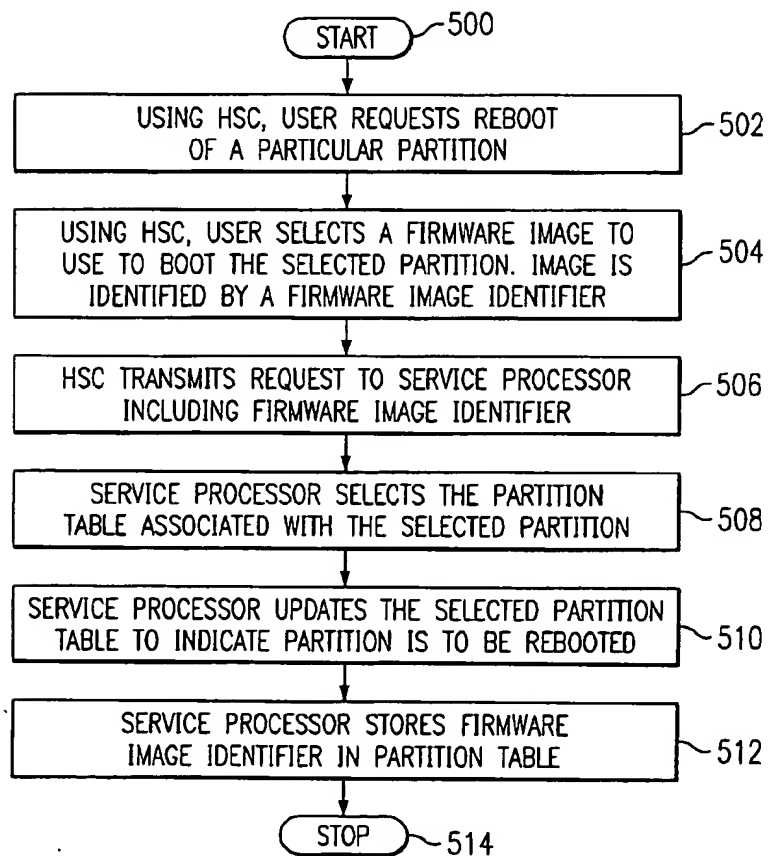 START
500
USING HSC, USER REQUESTS REBOOT
OF A PARTICULAR PARTITION
502
USING HSC, USER SELECTS A FIRMWARE IMAGE TO
USE TO BOOT THE SELECTED PARTITION. IMAGE IS
IDENTIFIED BY A FIRMWARE IMAGE IDENTIFIER
504
HSC TRANSMITS REQUEST TO SERVICE PROCESSOR
INCLUDING FIRMWARE IMAGE IDENTIFIER
506
SERVICE PROCESSOR SELECTS THE PARTITION
TABLE ASSOCIATED WITH THE SELECTED PARTITION
508
SERVICE PROCESSOR UPDATES THE SELECTED PARTITION
TABLE TO INDICATE PARTITION IS TO BE REBOOTED
510
SERVICE PROCESSOR STORES FIRMWARE
IMAGE IDENTIFIER IN PARTITION TABLE
512
STOP
514